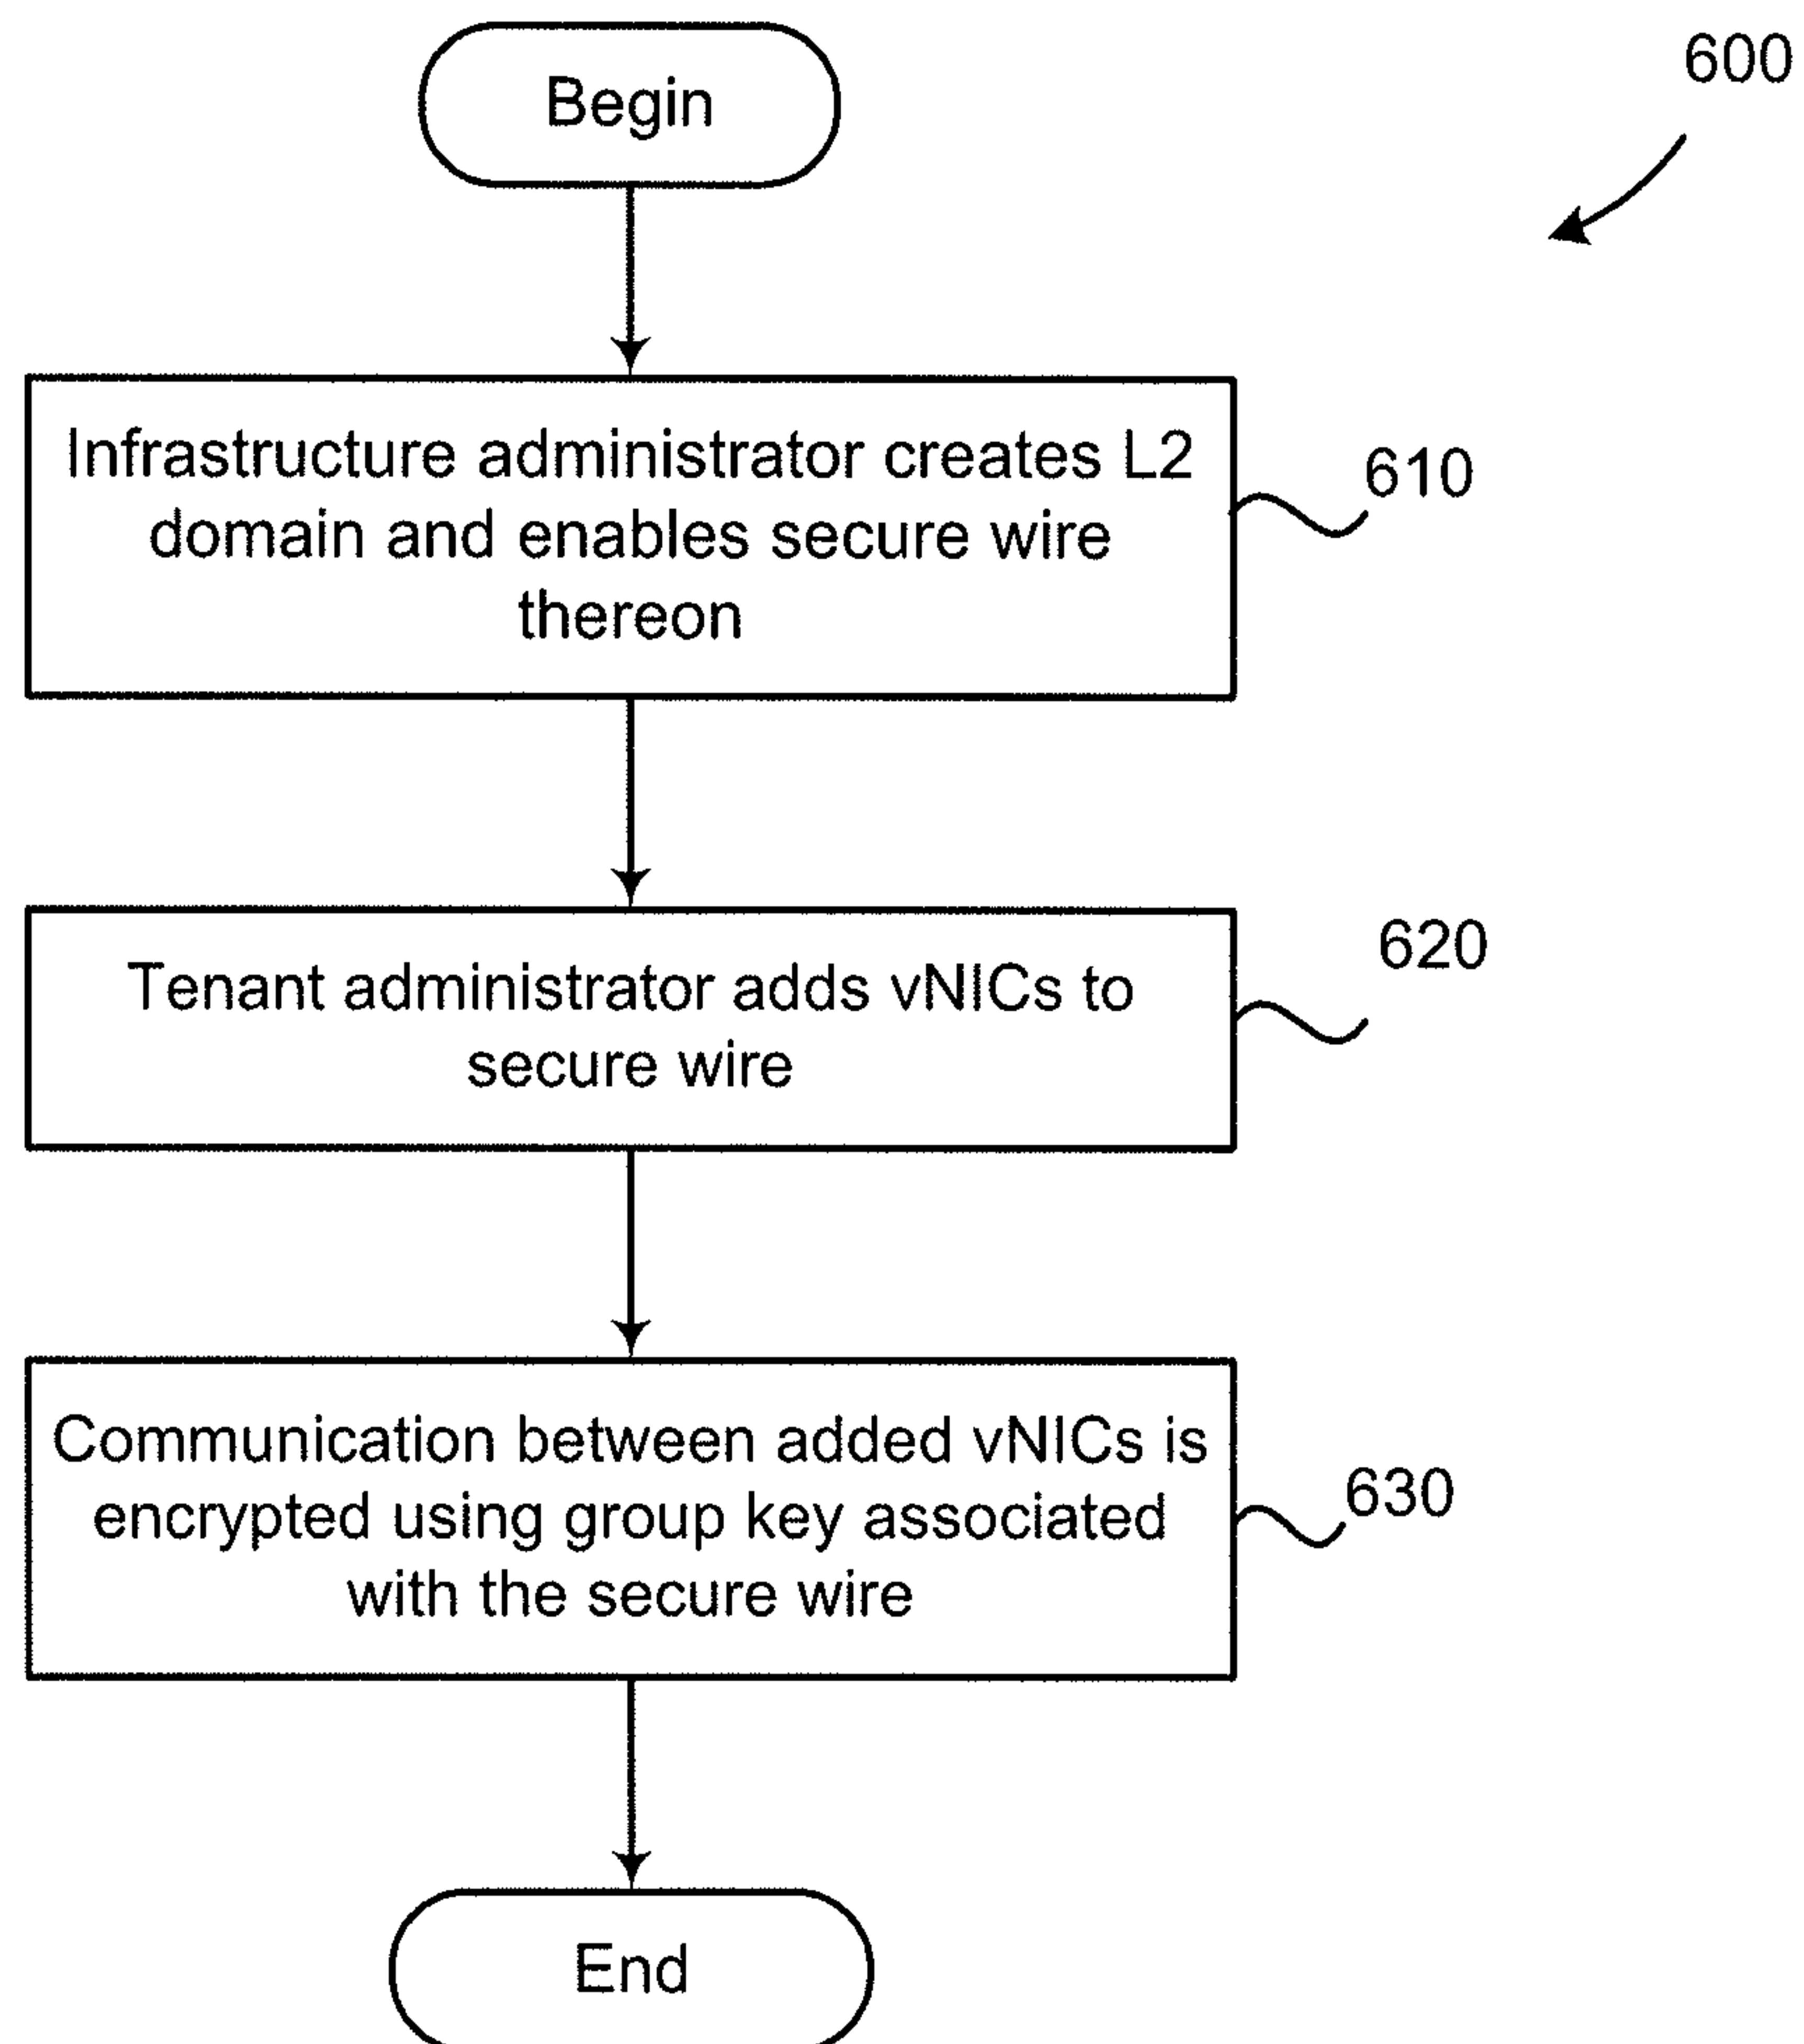 Begin
600
Infrastructure administrator creates L2
domain and enables secure wire
thereon
610
Tenant administrator adds vNICs to
secure wire
620
Communication between added vNICs is
encrypted using group key associated
with the secure wire
630
End